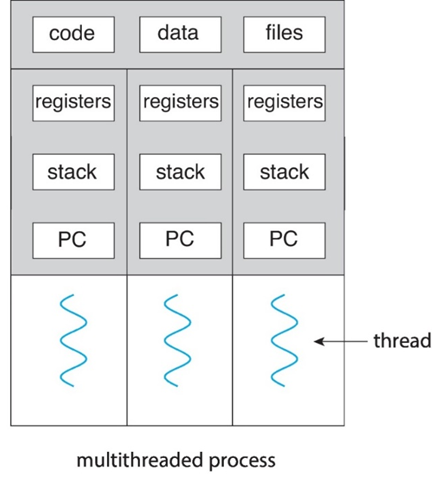 code data files
registers registers registers
stack stack stack
PC PC PC
thread
multithreaded process